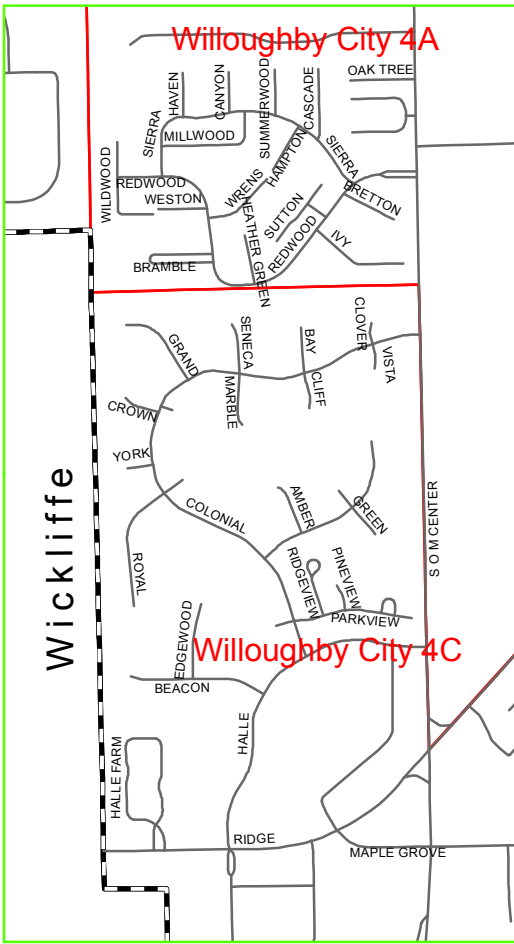 Willoughby City 4A
OAK TREE
HAVEN
CANYON
SUMMERWOOD
CASCADE
SIERRA
MILLWOOD
HAMPTON
SIERRA
WILDWOOD
REDWOOD
WRENS
BRETTON
WESTON
HEATHER GREEN
SUTTON
REDWOOD
IVY
BRAMBLE
GRAND
SENECA
BAY
CLOVER
VISTA
MARBLE
CLIFF
CROWN
YORK
Wickliffe
COLONIAL
AMBER
GREEN
S O M CENTER
ROYAL
RIDGEVIEW
PINEVIEW
PARKVIEW
EDGEWOOD
Willoughby City 4C
BEACON
HALLE
HALLE FARM
RIDGE
MAPLE GROVE